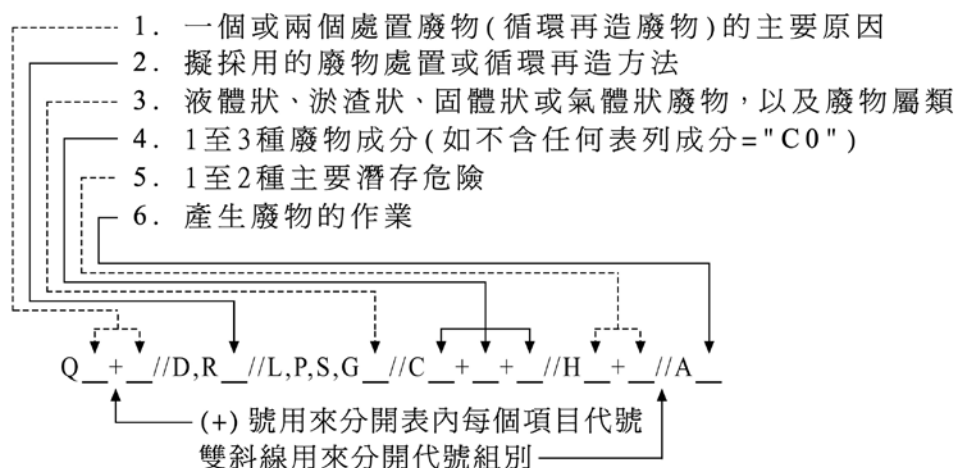 1. 一個或兩個處置廢物(循環再造廢物)的主要原因
2. 擬採用的廢物處置或循環再造方法
3. 液體狀、淤渣狀、固體狀或氣體狀廢物，以及廢物屬類
4. 1至3種廢物成分(如不含任何表列成分="C0")
5. 1至2種主要潛存危險
6. 產生廢物的作業
Q__+__//D,R__//L,P,S,G__//C__+__+__//H__+__//A__
(+) 號用來分開表內每個項目代號
雙斜線用來分開代號組別